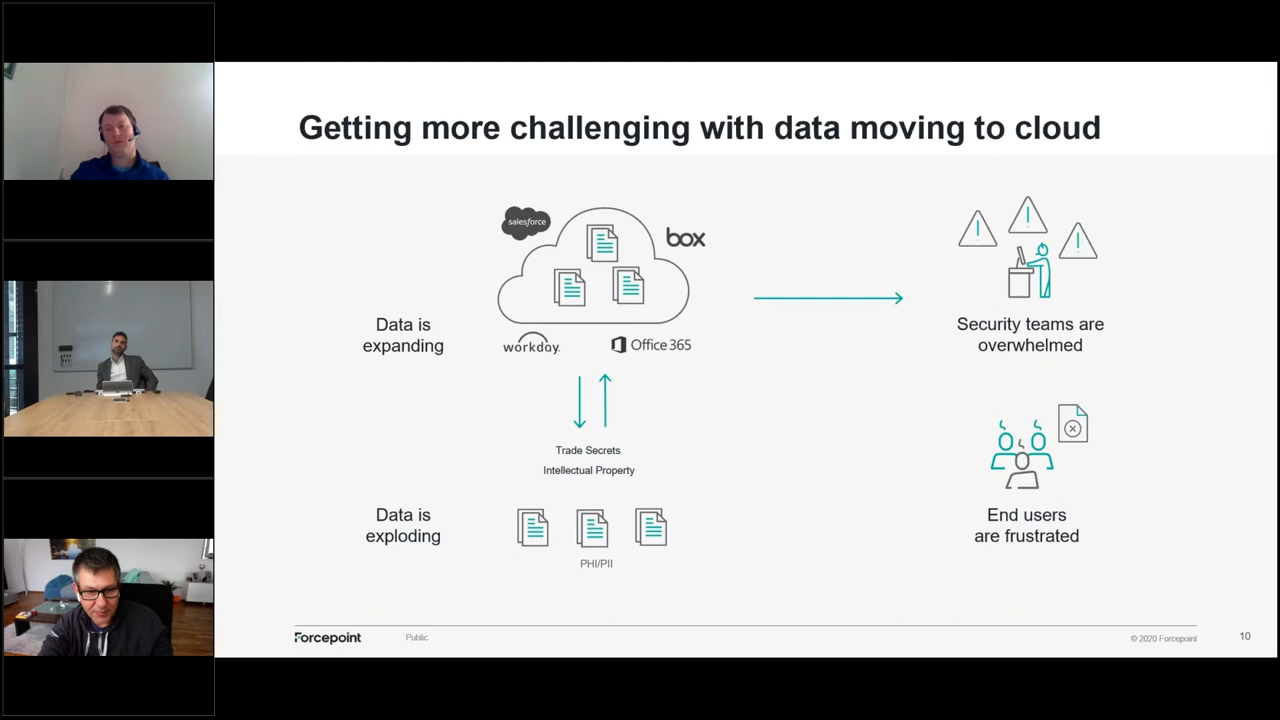 Getting more challenging with data moving to cloud
salesforce
box
Data is
expanding
workday.
Office 365
Security teams are
overwhelmed
Trade Secrets
Intellectual Property
Data is
exploding
PHI/PII
End users
are frustrated
Forcepoint
Public
© 2020 Forcepoint
10